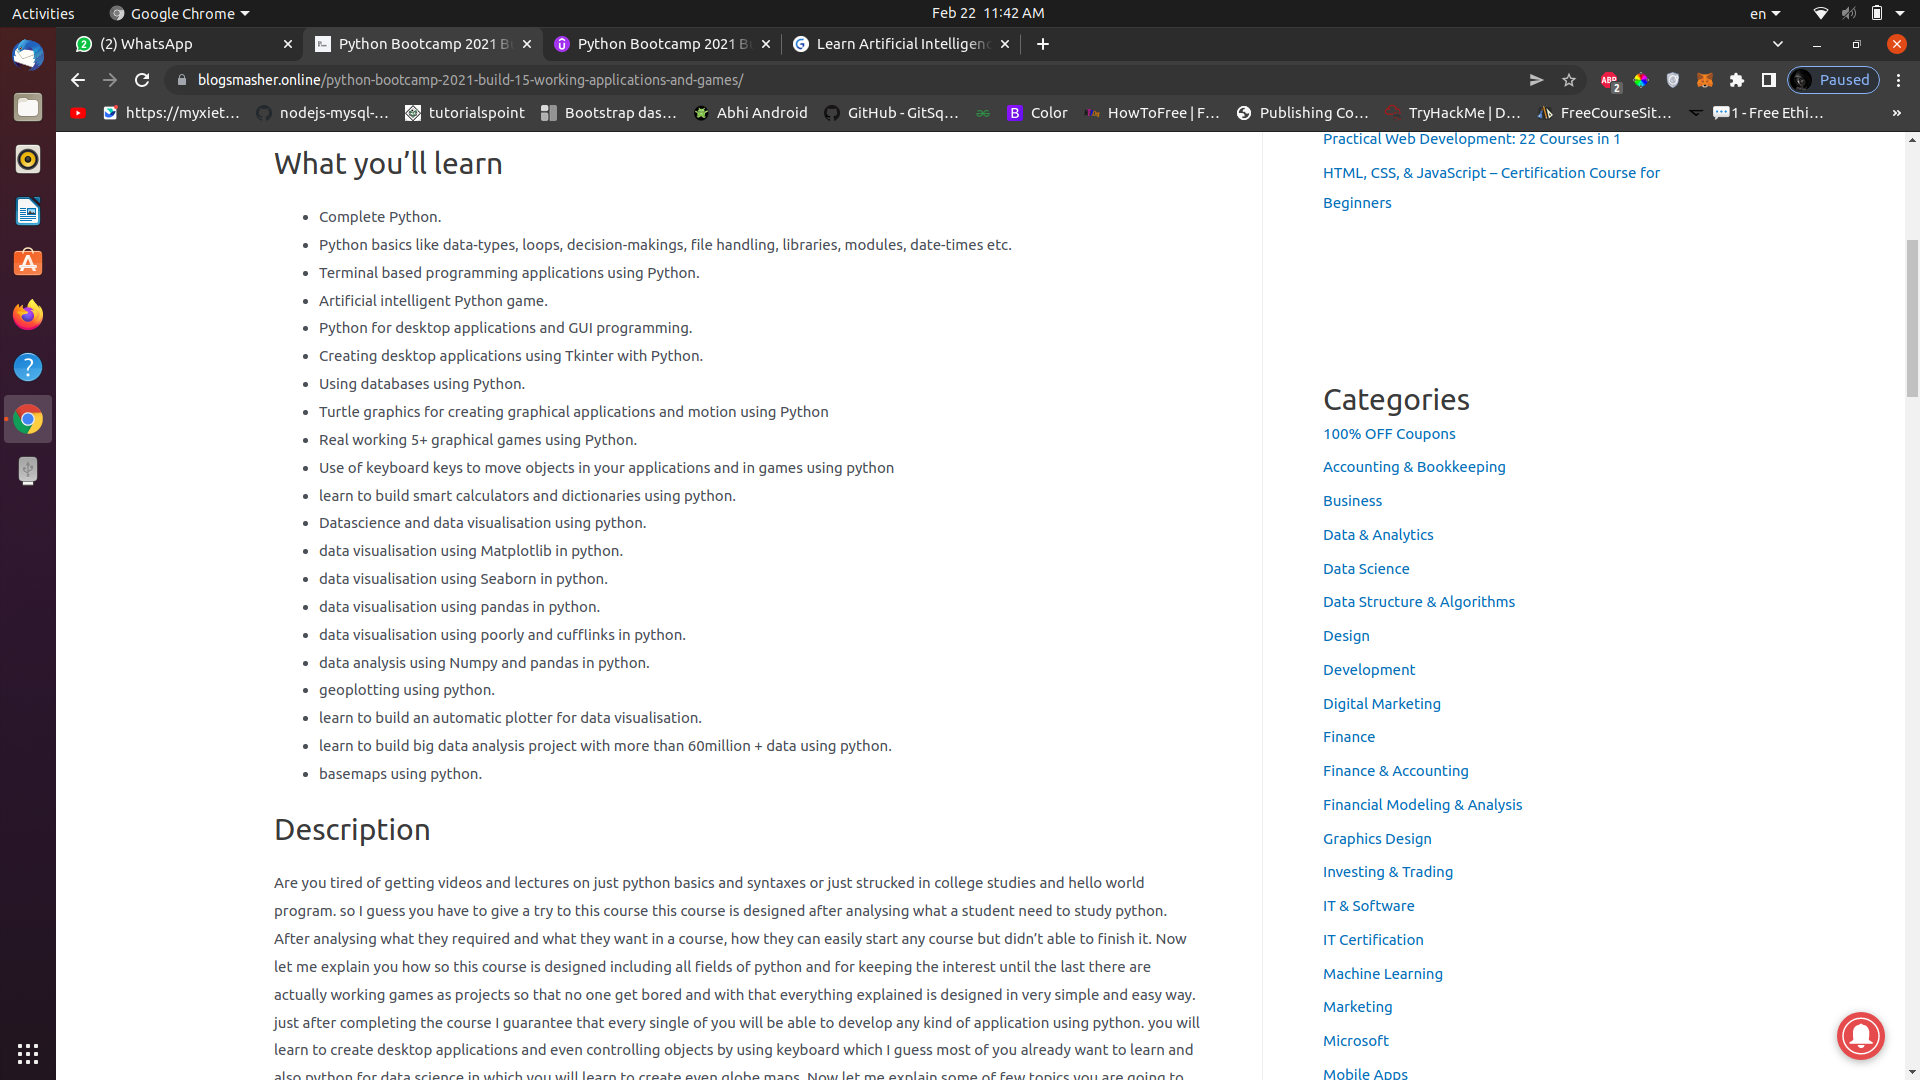 Activities
Google Chrome
Feb 22 11:42 AM
en
(2) WhatsApp
Python Bootcamp 2021 B
Python Bootcamp 2021 B
Learn Artificial Intelligenc
blogsmasher.online/python-bootcamp-2021-build-15-working-applications-and-games/
2
Paused
https://myxiet…
nodejs-mysql-…
tutorialspoint
Bootstrap das…
Abhi Android
GitHub - GitSq…
Color
HowToFree | F…
Publishing Co…
TryHackMe | D…
FreeCourseSit…
1 - Free Ethi…
»
What you’ll learn
Complete Python.
Python basics like data-types, loops, decision-makings, file handling, libraries, modules, date-times etc.
Terminal based programming applications using Python.
Artificial intelligent Python game.
Python for desktop applications and GUI programming.
Creating desktop applications using Tkinter with Python.
Using databases using Python.
Turtle graphics for creating graphical applications and motion using Python
Real working 5+ graphical games using Python.
Use of keyboard keys to move objects in your applications and in games using python
learn to build smart calculators and dictionaries using python.
Datascience and data visualisation using python.
data visualisation using Matplotlib in python.
data visualisation using Seaborn in python.
data visualisation using pandas in python.
data visualisation using poorly and cufflinks in python.
data analysis using Numpy and pandas in python.
geoplotting using python.
learn to build an automatic plotter for data visualisation.
learn to build big data analysis project with more than 60million + data using python.
basemaps using python.
Description
Are you tired of getting videos and lectures on just python basics and syntaxes or just strucked in college studies and hello world
program. so I guess you have to give a try to this course this course is designed after analysing what a student need to study python.
After analysing what they required and what they want in a course, how they can easily start any course but didn’t able to finish it. Now
let me explain you how so this course is designed including all fields of python and for keeping the interest until the last there are
actually working games as projects so that no one get bored and with that everything explained is designed in very simple and easy way.
just after completing the course I guarantee that every single of you will be able to develop any kind of application using python. you will
learn to create desktop applications and even controlling objects by using keyboard which I guess most of you already want to learn and
also python for data science in which you will learn to create even globe maps. Now let me explain some of few topics you are going to
Practical Web Development: 22 Courses in 1
HTML, CSS, & JavaScript – Certification Course for
Beginners
Categories
100% OFF Coupons
Accounting & Bookkeeping
Business
Data & Analytics
Data Science
Data Structure & Algorithms
Design
Development
Digital Marketing
Finance
Finance & Accounting
Financial Modeling & Analysis
Graphics Design
Investing & Trading
IT & Software
IT Certification
Machine Learning
Marketing
Microsoft
Mobile Apps